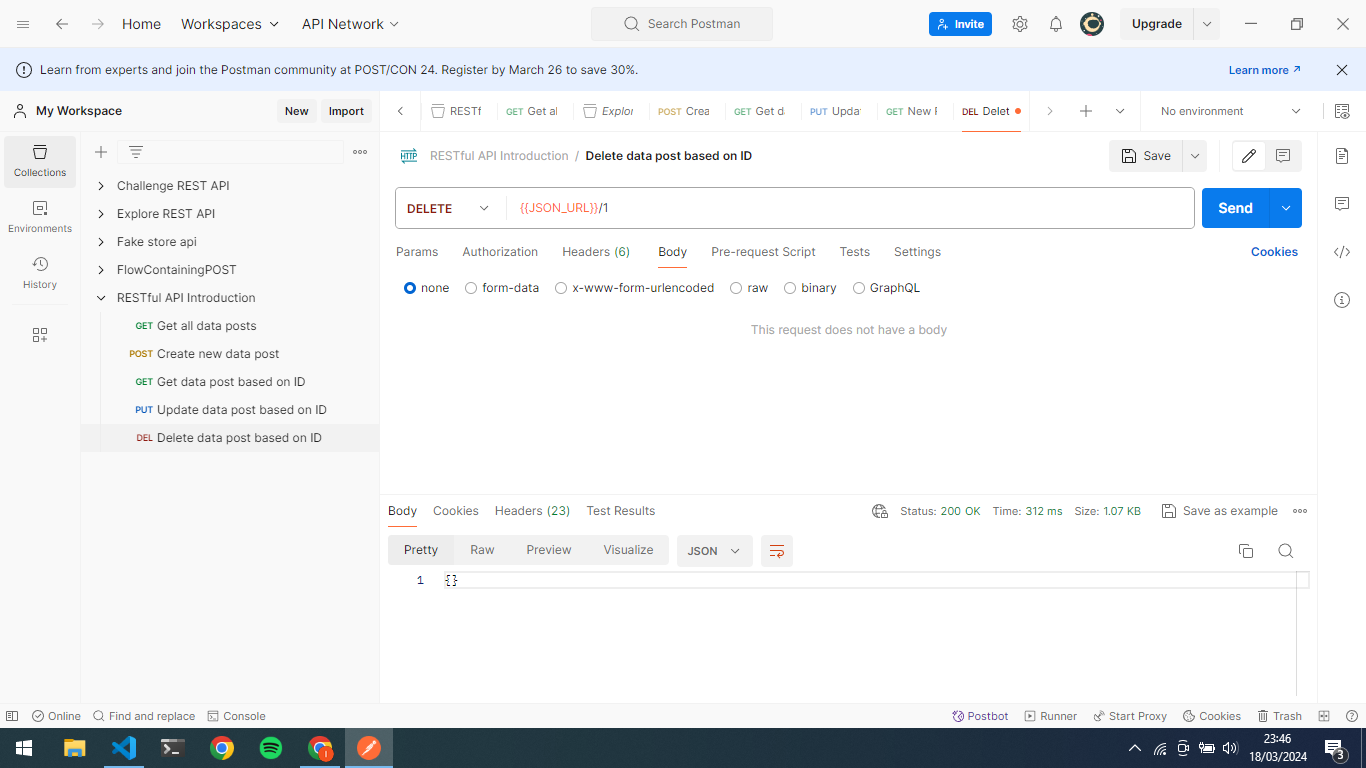 Home
Workspaces
API Network
Search Postman
Invite
Upgrade
Learn from experts and join the Postman community at POST/CON 24. Register by March 26 to save 30%.
Learn more
My Workspace
New
Import
RESTf
GET Get al
Explor
POST Crea
GET Get d
PUT Updat
GET New F
DEL Delet
No environment
Collections
Environments
History
Challenge REST API
Explore REST API
Fake store api
FlowContainingPOST
RESTful API Introduction
GET Get all data posts
POST Create new data post
GET Get data post based on ID
PUT Update data post based on ID
DEL Delete data post based on ID
HTTP
RESTful API Introduction / Delete data post based on ID
Save
DELETE
{{JSON_URL}}/1
Send
Params
Authorization
Headers (6)
Body
Pre-request Script
Tests
Settings
Cookies
none
form-data
x-www-form-urlencoded
raw
binary
GraphQL
This request does not have a body
Body
Cookies
Headers (23)
Test Results
Status: 200 OK
Time: 312 ms
Size: 1.07 KB
Save as example
Pretty
Raw
Preview
Visualize
JSON
1
{}
Online
Find and replace
Console
Postbot
Runner
Start Proxy
Cookies
Trash
23:46
18/03/2024
3